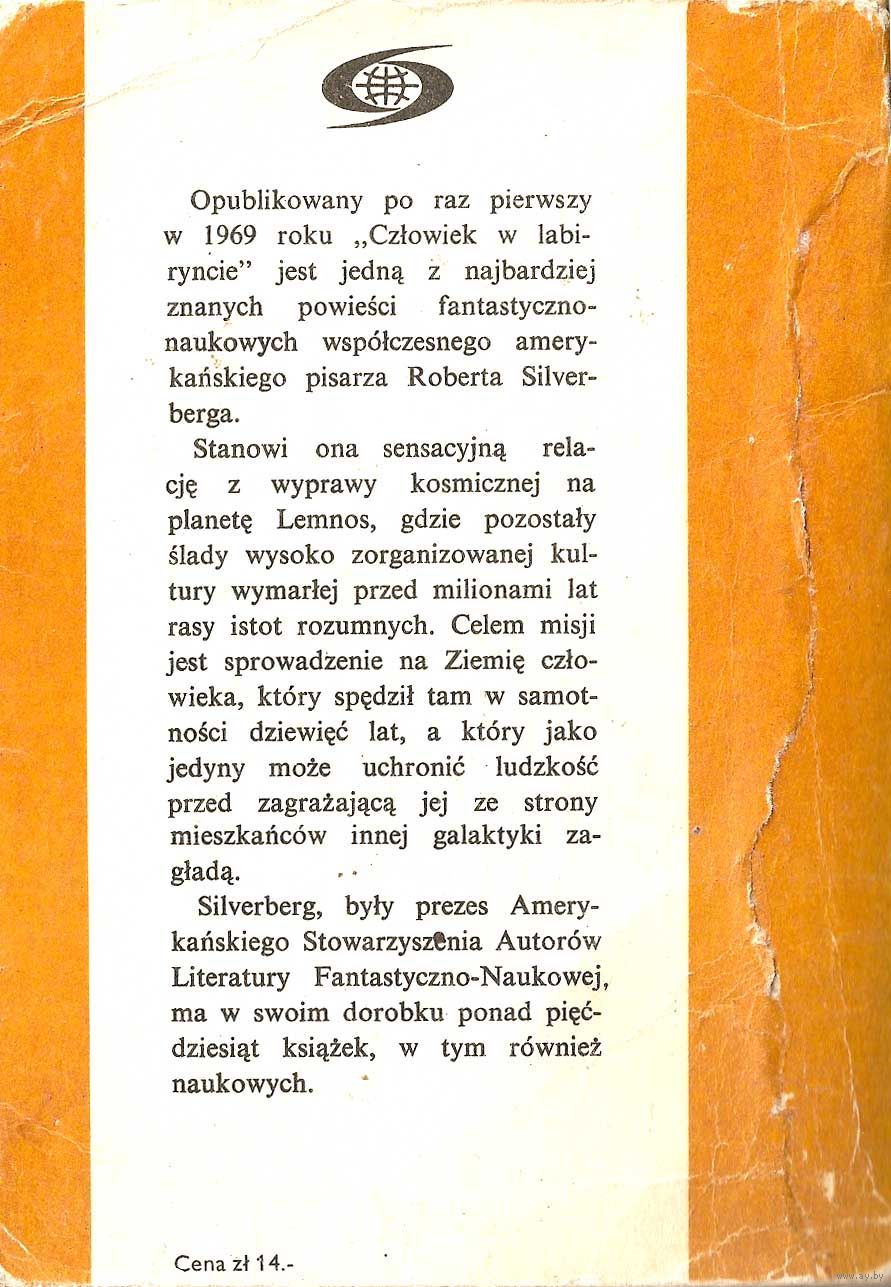 Opublikowany po raz pierwszy
w 1969 roku „Człowiek w labi-
ryncie” jest jedną z najbardziej
znanych powieści fantastyczno-
naukowych współczesnego amery-
kańskiego pisarza Roberta Silver-
berga.
Stanowi ona sensacyjną rela-
cję z wyprawy kosmicznej na
planetę Lemnos, gdzie pozostały
ślady wysoko zorganizowanej kul-
tury wymarłej przed milionami lat
rasy istot rozumnych. Celem misji
jest sprowadzenie na Ziemię czło-
wieka, który spędził tam w samot-
ności dziewięć lat, a który jako
jedyny może uchronić ludzkość
przed zagrażającą jej ze strony
mieszkańców innej galaktyki za-
gładą.
Silverberg, były prezes Amery-
kańskiego Stowarzyszenia Autorów
Literatury Fantastyczno-Naukowej,
ma w swoim dorobku ponad pięć-
dziesiąt książek, w tym również
naukowych.
Cena zł 14.-
www.ay.by